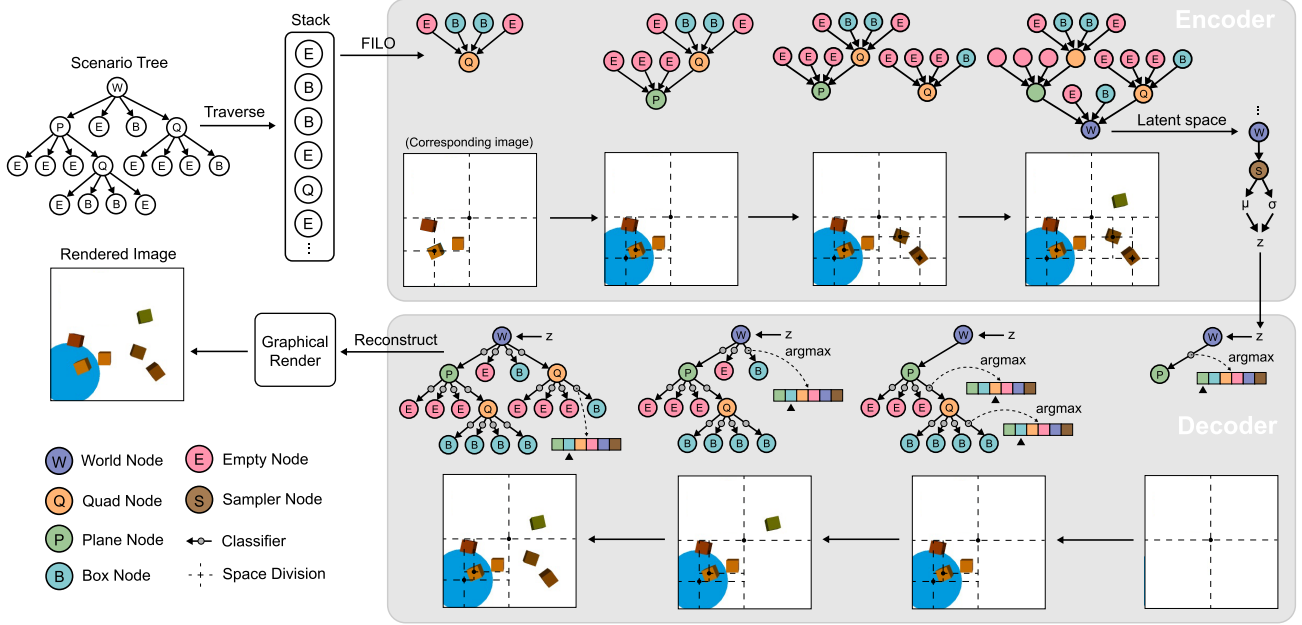 Stack
Encoder
FILO
E B B E
Q
E B B E
E E E Q
P
E B B E
E E E Q E E E B
P Q
E B B E
E E E B
E B Q
W
Latent space
⋮
W
S
μ σ
z
Scenario Tree
W
P E B Q
E E E Q E E E B
E B B E
Traverse
E
B
B
E
Q
E
⋮
(Corresponding image)
Rendered Image
Graphical
Render
Reconstruct
Decoder
W z
P E B Q
E E E Q E E E B
B B B B
W z
argmax
P E B
E E E Q
B B B B
W z
argmax
P
E E E Q
argmax
B B B B
W z
argmax
P
W World Node
E Empty Node
Q Quad Node
S Sampler Node
P Plane Node
Classifier
B Box Node
Space Division